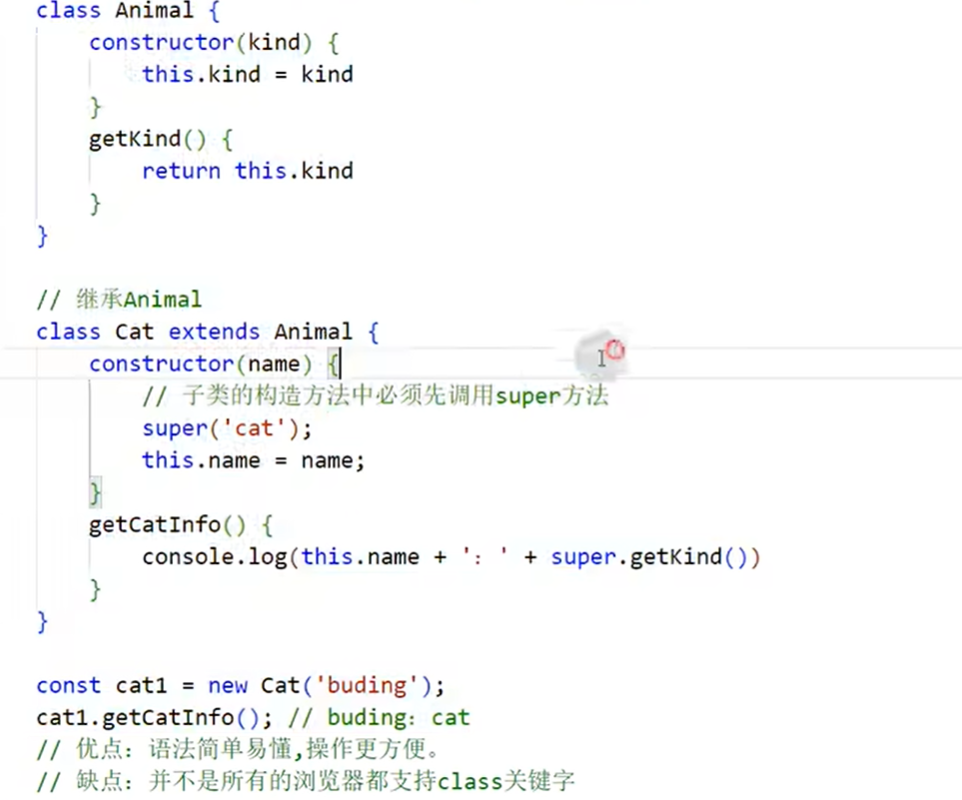 class Animal {
constructor(kind) {
this.kind = kind
}
getKind() {
return this.kind
}
}
// 继承Animal
class Cat extends Animal {
constructor(name) {
// 子类的构造方法中必须先调用super方法
super('cat');
this.name = name;
}
getCatInfo() {
console.log(this.name + '：' + super.getKind())
}
}
const cat1 = new Cat('buding');
cat1.getCatInfo(); // buding：cat
// 优点：语法简单易懂,操作更方便。
// 缺点：并不是所有的浏览器都支持class关键字